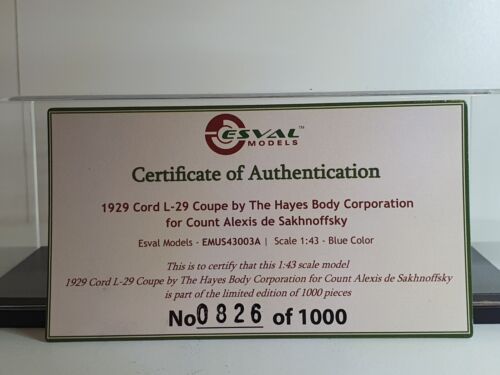 ESVAL™
MODELS
Certificate of Authentication
1929 Cord L-29 Coupe by The Hayes Body Corporation
for Count Alexis de Sakhnoffsky
Esval Models - EMUS43003A | Scale 1:43 - Blue Color
This is to certify that this 1:43 scale model
1929 Cord L-29 Coupe by The Hayes Body Corporation for Count Alexis de Sakhnoffsky
is part of the limited edition of 1000 pieces
No 0826 of 1000